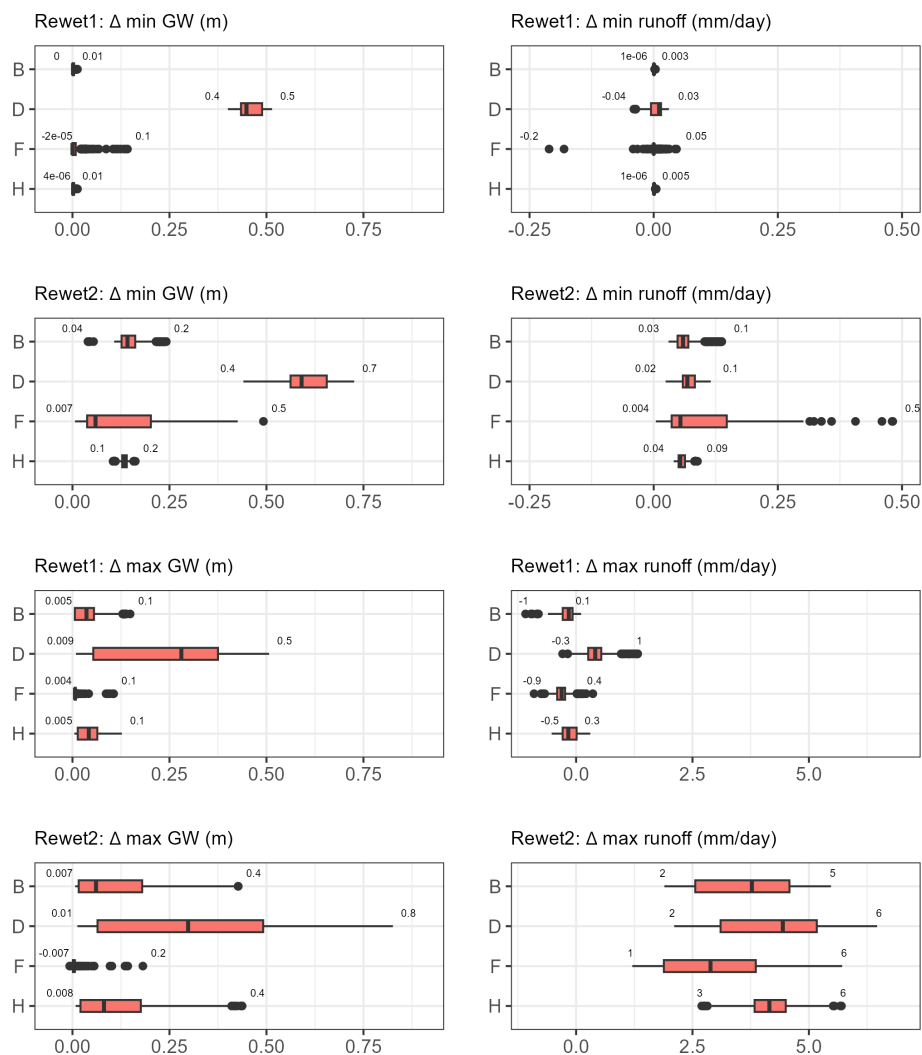 Rewet1: Δ min GW (m)
0 0.01
B
0.4 0.5
D
-2e-05 0.1
F
4e-06 0.01
H
0.00 0.25 0.50 0.75
Rewet1: Δ min runoff (mm/day)
1e-06 0.003
B
-0.04 0.03
D
-0.2 0.05
F
1e-06 0.005
H
-0.25 0.00 0.25 0.50
Rewet2: Δ min GW (m)
0.04 0.2
B
0.4 0.7
D
0.007 0.5
F
0.1 0.2
H
0.00 0.25 0.50 0.75
Rewet2: Δ min runoff (mm/day)
0.03 0.1
B
0.02 0.1
D
0.004 0.5
F
0.04 0.09
H
-0.25 0.00 0.25 0.50
Rewet1: Δ max GW (m)
0.005 0.1
B
0.009 0.5
D
0.004 0.1
F
0.005 0.1
H
0.00 0.25 0.50 0.75
Rewet1: Δ max runoff (mm/day)
-1 0.1
B
-0.3 1
D
-0.9 0.4
F
-0.5 0.3
H
0.0 2.5 5.0
Rewet2: Δ max GW (m)
0.007 0.4
B
0.01 0.8
D
-0.007 0.2
F
0.008 0.4
H
0.00 0.25 0.50 0.75
Rewet2: Δ max runoff (mm/day)
2 5
B
2 6
D
1 6
F
3 6
H
0.0 2.5 5.0